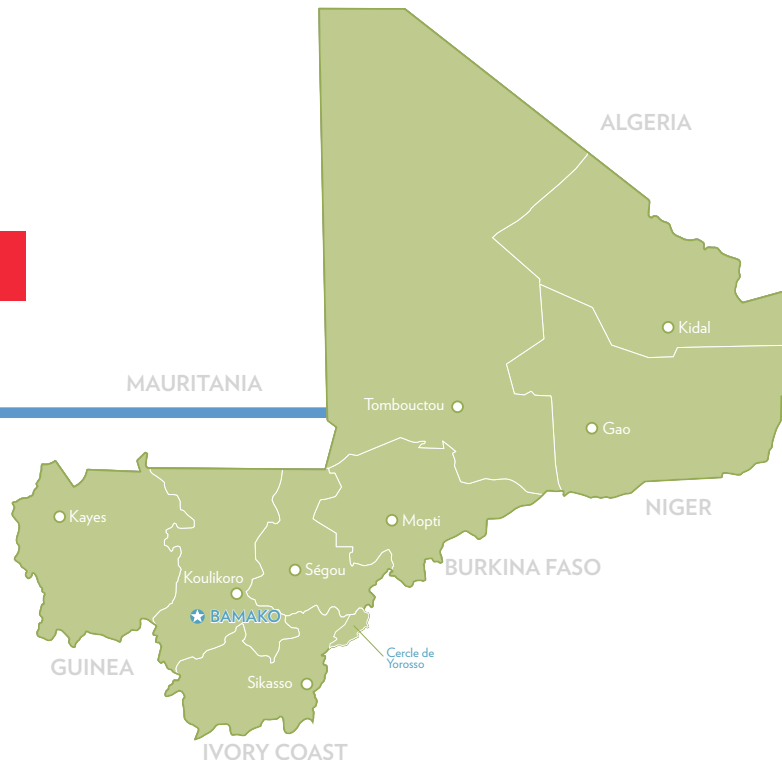 ALGERIA
Kidal
MAURITANIA
Tombouctou
Gao
NIGER
Kayes
Mopti
BURKINA FASO
Ségou
Koulikoro
BAMAKO
Cercle de
Yorosso
GUINEA
Sikasso
IVORY COAST